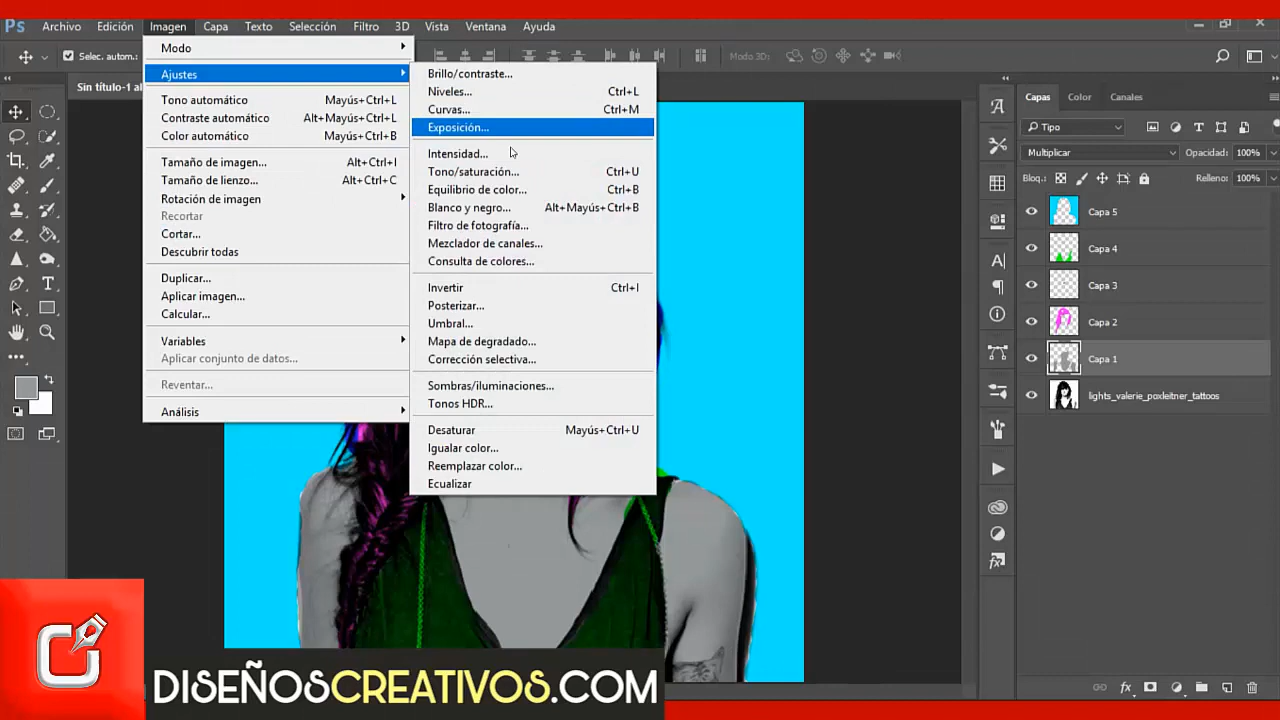 Ps Archivo Edición Imagen Capa Texto Selección Filtro 3D Vista Ventana Ayuda
Selec. autom.:
Modo 3D:
Sin título-1 al
Modo
Ajustes
Tono automático Mayús+Ctrl+L
Contraste automático Alt+Mayús+Ctrl+L
Color automático Mayús+Ctrl+B
Tamaño de imagen... Alt+Ctrl+I
Tamaño de lienzo... Alt+Ctrl+C
Rotación de imagen
Recortar
Cortar...
Descubrir todas
Duplicar...
Aplicar imagen...
Calcular...
Variables
Aplicar conjunto de datos...
Reventar...
Análisis
Brillo/contraste...
Niveles... Ctrl+L
Curvas... Ctrl+M
Exposición...
Intensidad...
Tono/saturación... Ctrl+U
Equilibrio de color... Ctrl+B
Blanco y negro... Alt+Mayús+Ctrl+B
Filtro de fotografía...
Mezclador de canales...
Consulta de colores...
Invertir Ctrl+I
Posterizar...
Umbral...
Mapa de degradado...
Corrección selectiva...
Sombras/iluminaciones...
Tonos HDR...
Desaturar Mayús+Ctrl+U
Igualar color...
Reemplazar color...
Ecualizar
Capas Color Canales
Tipo
Multiplicar Opacidad: 100%
Bloq.: Relleno: 100%
Capa 5
Capa 4
Capa 3
Capa 2
Capa 1
lights_valerie_poxleitner_tattoos
DISEÑOSCREATIVOS.COM